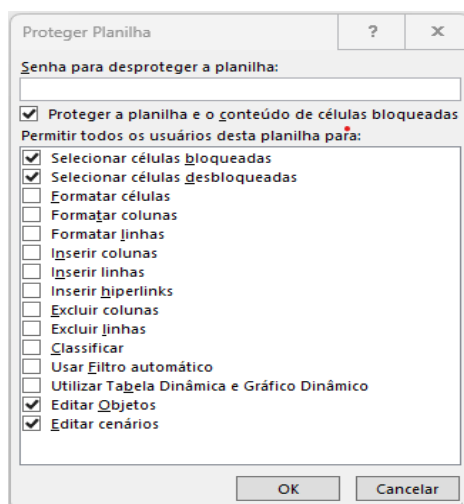 Proteger Planilha ? x
Senha para desproteger a planilha:
Proteger a planilha e o conteúdo de células bloqueadas
Permitir todos os usuários desta planilha para:
Selecionar células bloqueadas
Selecionar células desbloqueadas
Formatar células
Formatar colunas
Formatar linhas
Inserir colunas
Inserir linhas
Inserir hiperlinks
Excluir colunas
Excluir linhas
Classificar
Usar Filtro automático
Utilizar Tabela Dinâmica e Gráfico Dinâmico
Editar Objetos
Editar cenários
OK Cancelar